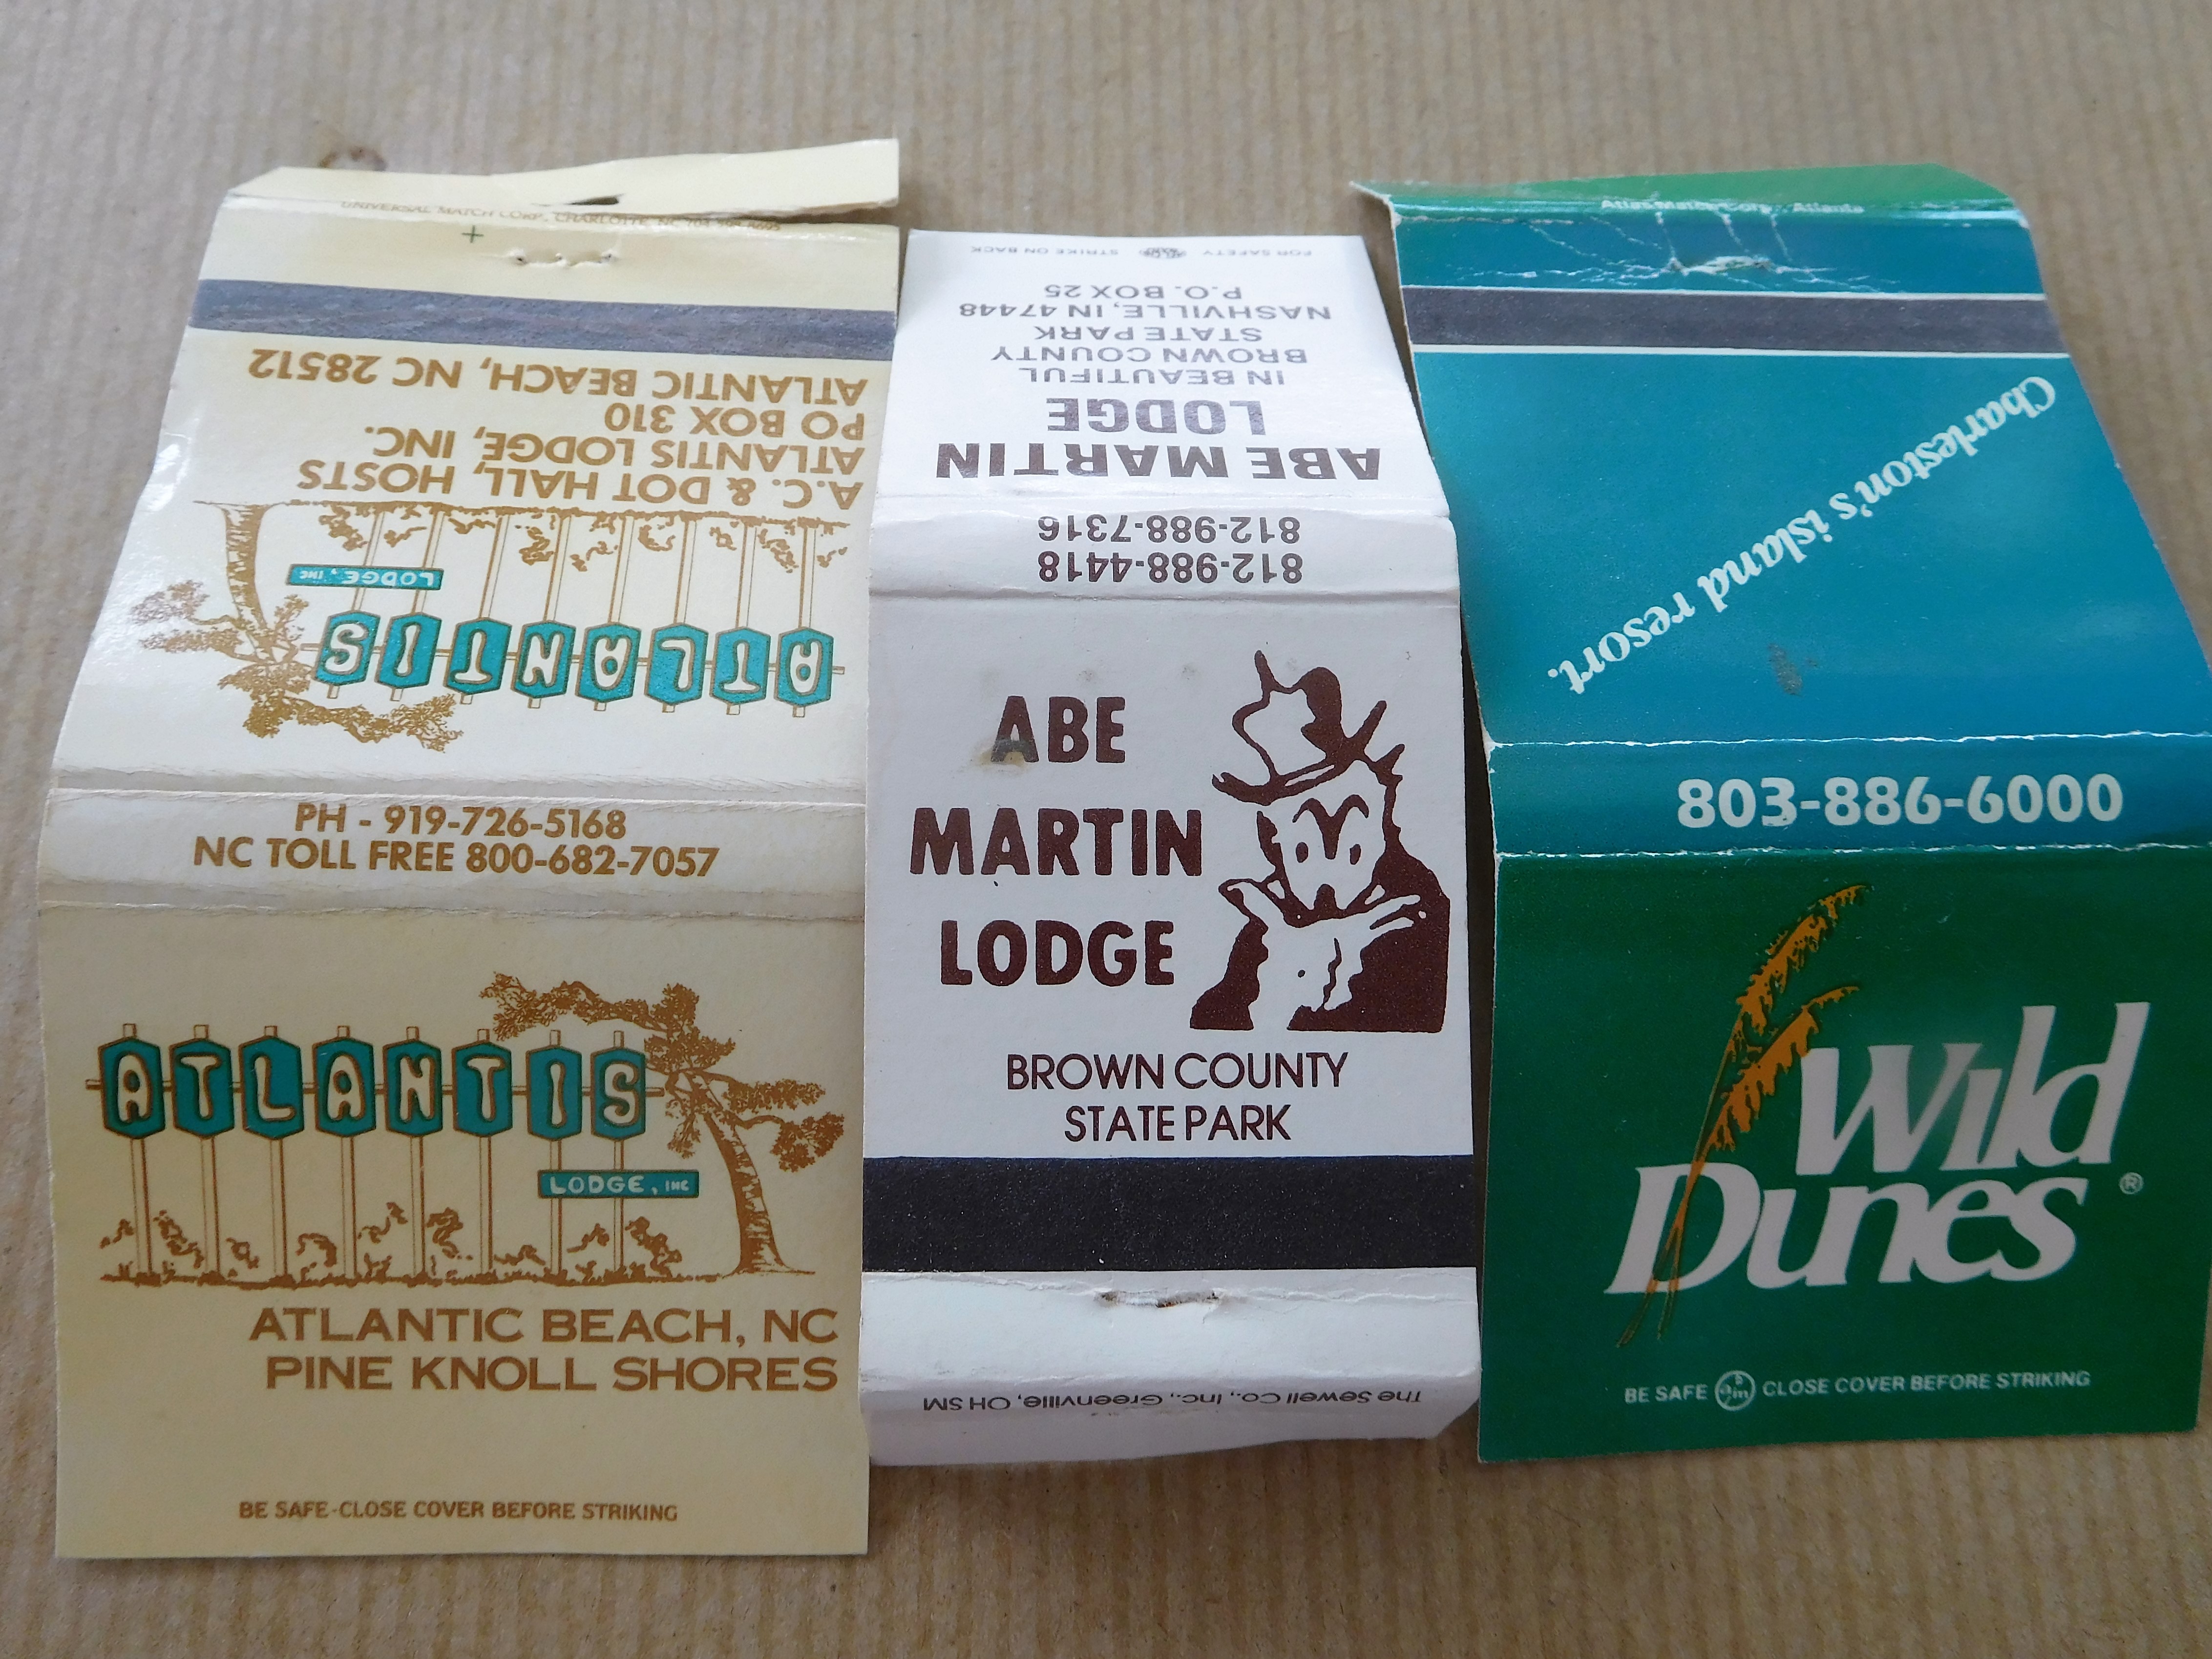 UNIVERSAL MATCH CORP., CHARLOTTE, NC
A.C. & DOT HALL, HOSTS
ATLANTIS LODGE, INC.
PO BOX 310
ATLANTIC BEACH, NC 28512
ATLANTIS
LODGE, INC
PH - 919-726-5168
NC TOLL FREE 800-682-7057
ATLANTIS
LODGE, INC
ATLANTIC BEACH, NC
PINE KNOLL SHORES
BE SAFE-CLOSE COVER BEFORE STRIKING
ABE MARTIN
LODGE
IN BEAUTIFUL
BROWN COUNTY
STATE PARK
NASHVILLE, IN 47448
P.O. BOX 25
FOR SAFETY STRIKE ON BACK
812-988-4418
812-988-7316
ABE
MARTIN
LODGE
BROWN COUNTY
STATE PARK
The Sewell Co., Inc., Greenville, OH SM
Atlas Match Corp. Atlanta
Charleston's island resort.
803-886-6000
Wild
Dunes ®
BE SAFE CLOSE COVER BEFORE STRIKING